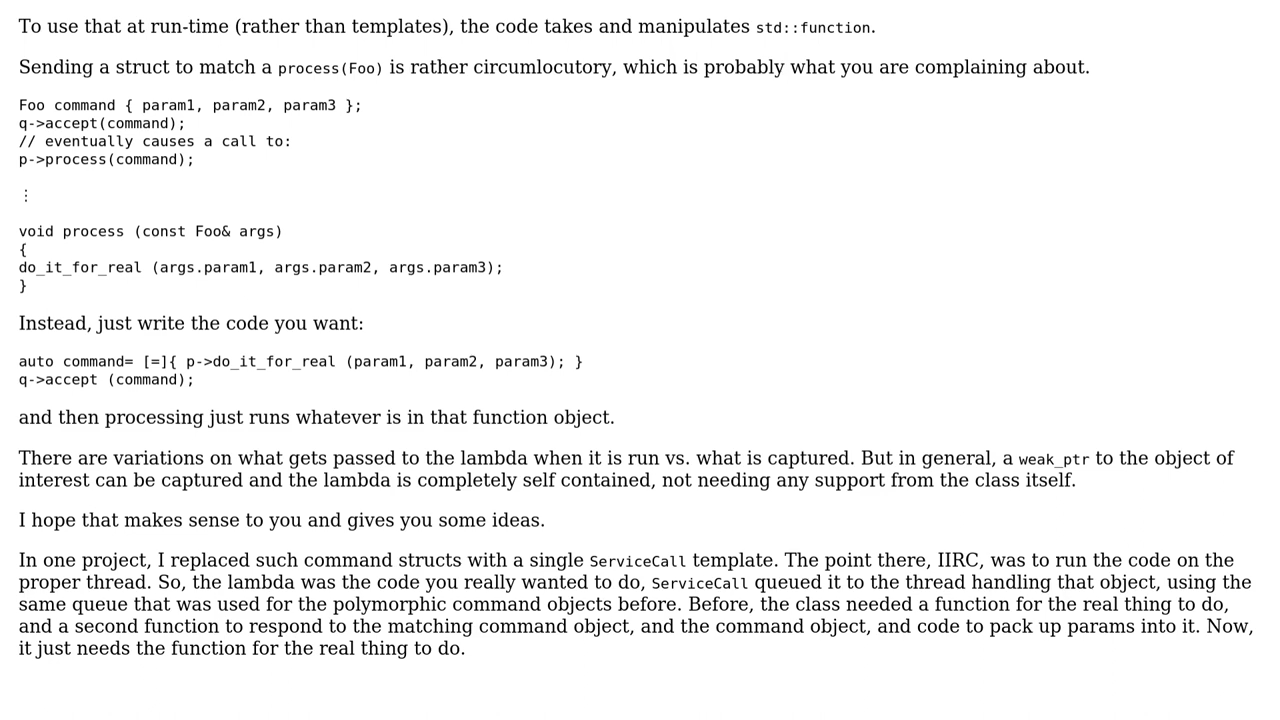 To use that at run-time (rather than templates), the code takes and manipulates std::function.
Sending a struct to match a process(Foo) is rather circumlocutory, which is probably what you are complaining about.
Foo command { param1, param2, param3 };
q->accept(command);
// eventually causes a call to:
p->process(command);
⋮
void process (const Foo& args)
{
do_it_for_real (args.param1, args.param2, args.param3);
}
Instead, just write the code you want:
auto command= [=]{ p->do_it_for_real (param1, param2, param3); }
q->accept (command);
and then processing just runs whatever is in that function object.
There are variations on what gets passed to the lambda when it is run vs. what is captured. But in general, a weak_ptr to the object of
interest can be captured and the lambda is completely self contained, not needing any support from the class itself.
I hope that makes sense to you and gives you some ideas.
In one project, I replaced such command structs with a single ServiceCall template. The point there, IIRC, was to run the code on the
proper thread. So, the lambda was the code you really wanted to do, ServiceCall queued it to the thread handling that object, using the
same queue that was used for the polymorphic command objects before. Before, the class needed a function for the real thing to do,
and a second function to respond to the matching command object, and the command object, and code to pack up params into it. Now,
it just needs the function for the real thing to do.